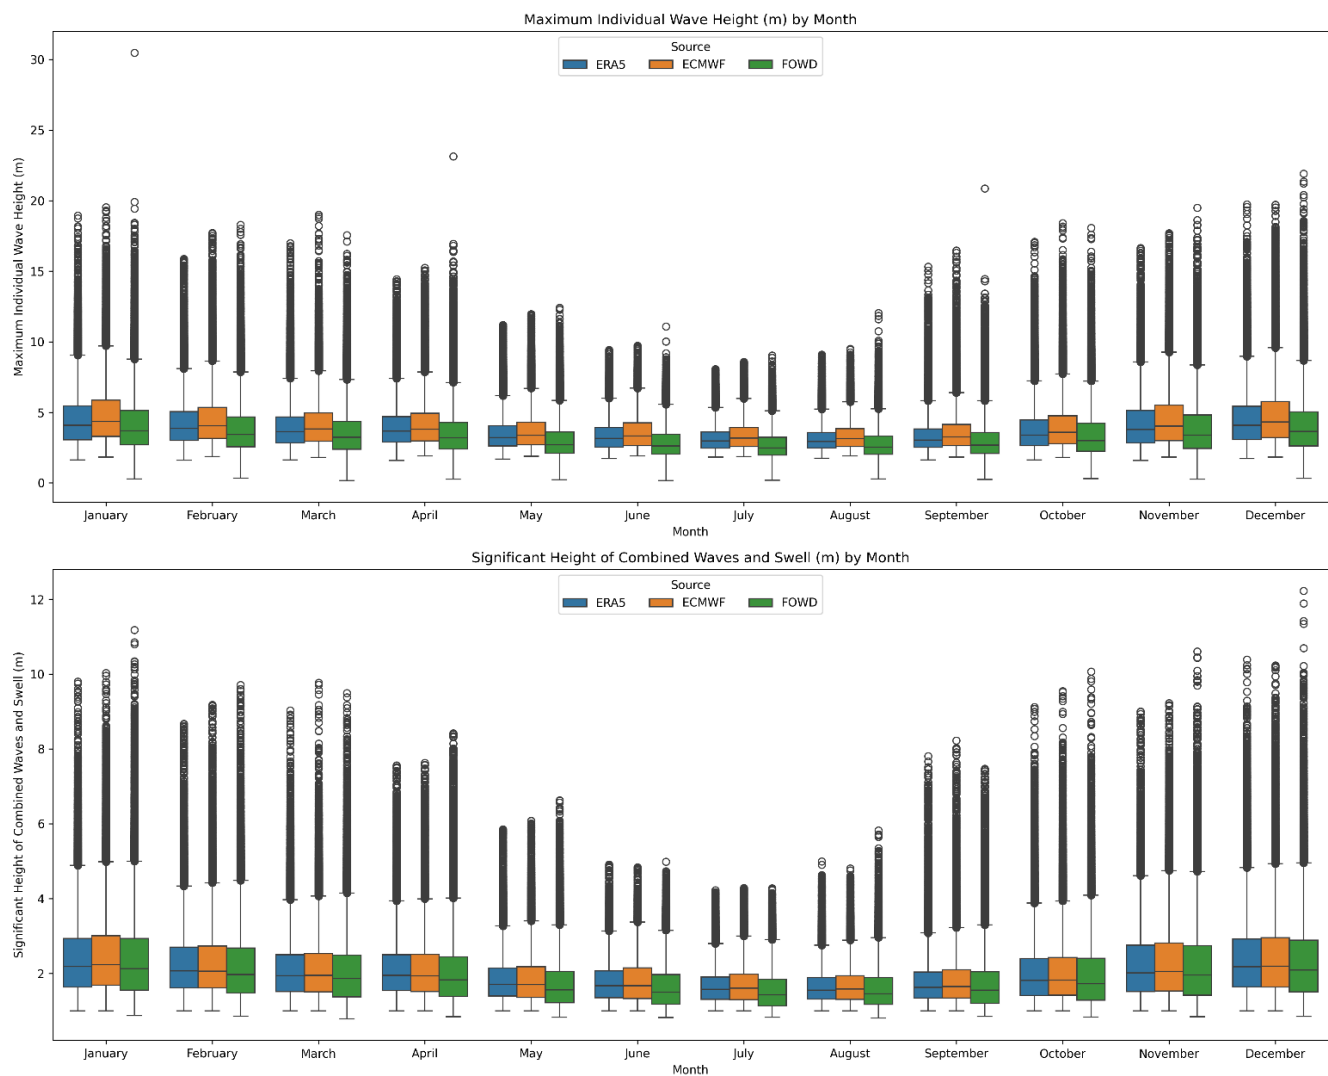 Maximum Individual Wave Height (m) by Month
Source
ERA5 ECMWF FOWD
Maximum Individual Wave Height (m)
30
25
20
15
10
5
0
January February March April May June July August September October November December
Month
Significant Height of Combined Waves and Swell (m) by Month
Source
ERA5 ECMWF FOWD
Significant Height of Combined Waves and Swell (m)
12
10
8
6
4
2
January February March April May June July August September October November December
Month